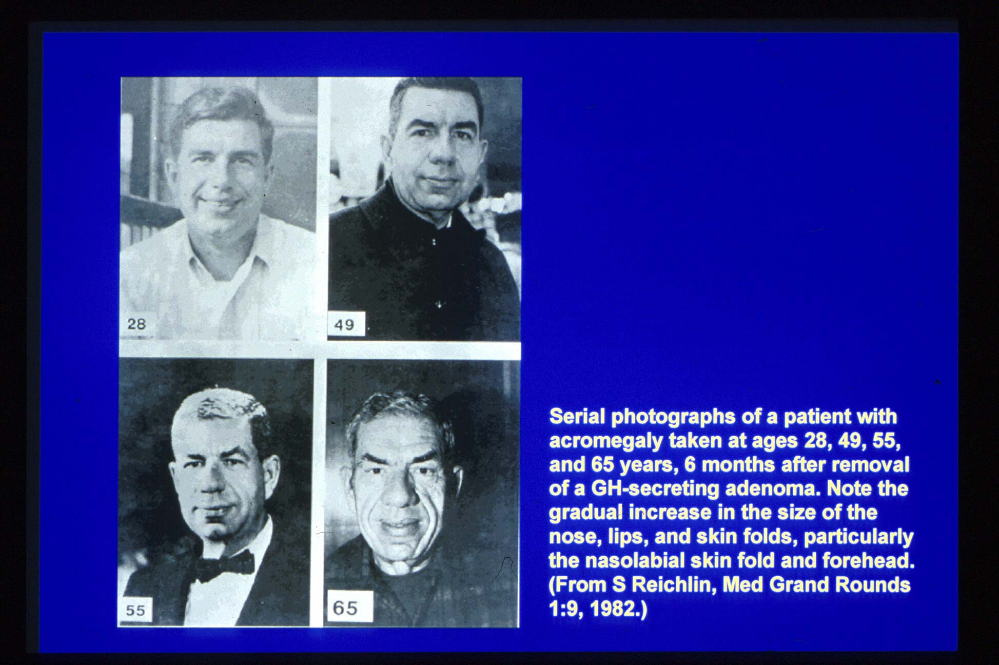 28
49
55
65
Serial photographs of a patient with
acromegaly taken at ages 28, 49, 55,
and 65 years, 6 months after removal
of a GH-secreting adenoma. Note the
gradual increase in the size of the
nose, lips, and skin folds, particularly
the nasolabial skin fold and forehead.
(From S Reichlin, Med Grand Rounds
1:9, 1982.)